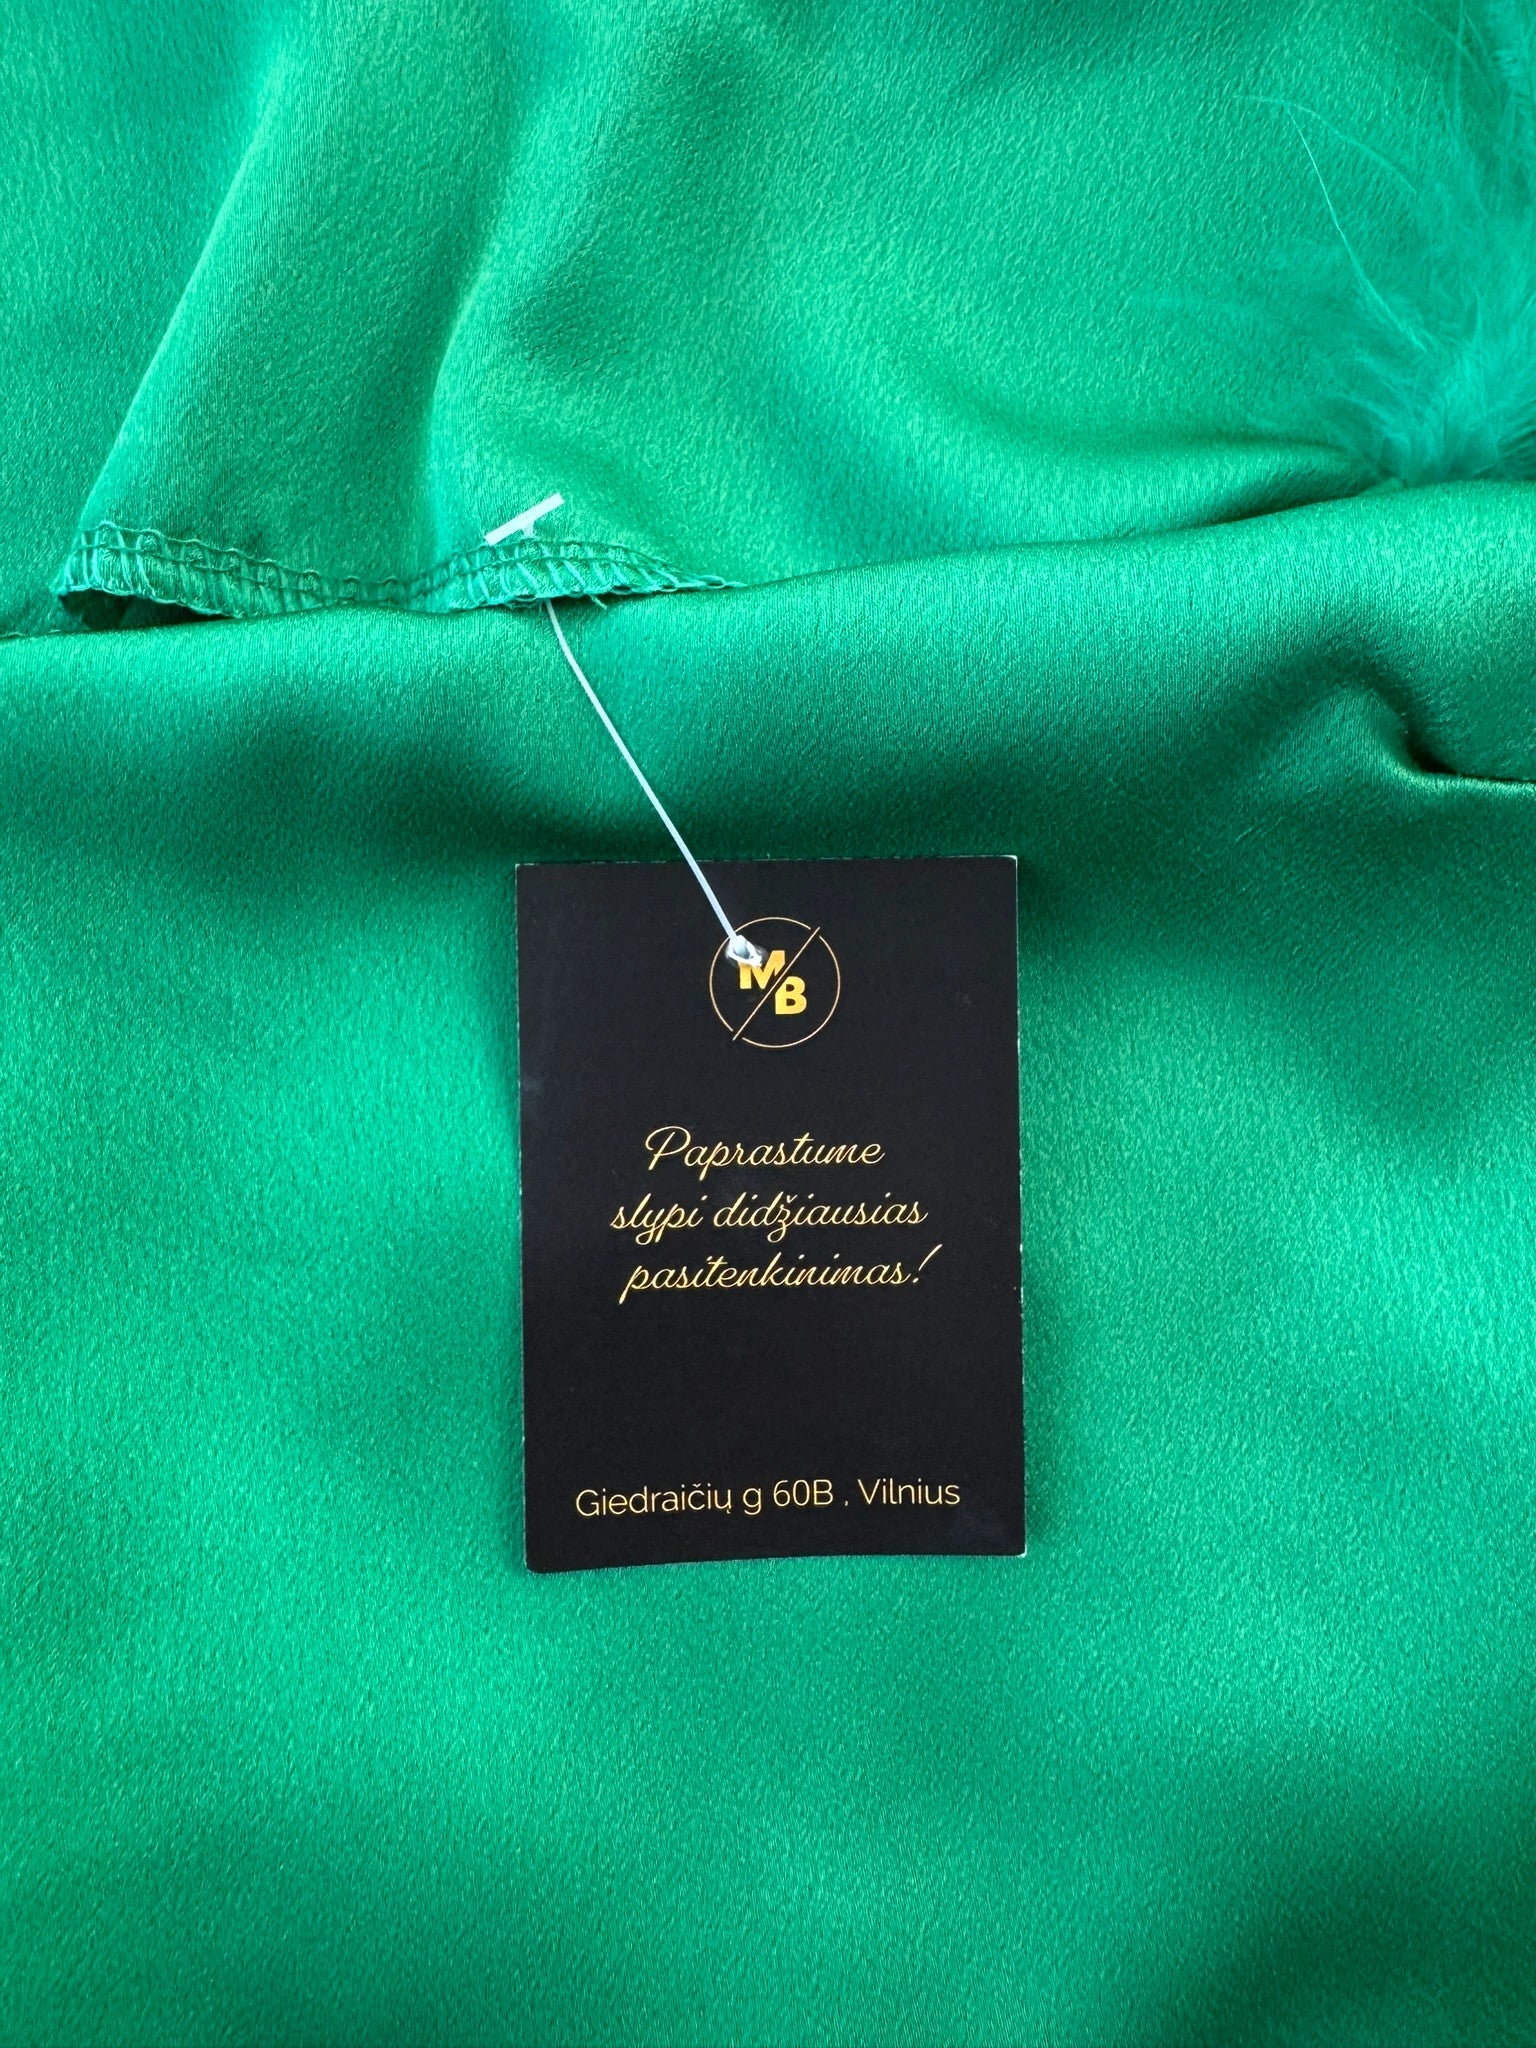 MB
Paprastume
slypi didžiausias
pasitenkinimas!
Giedraičių g 60B , Vilnius